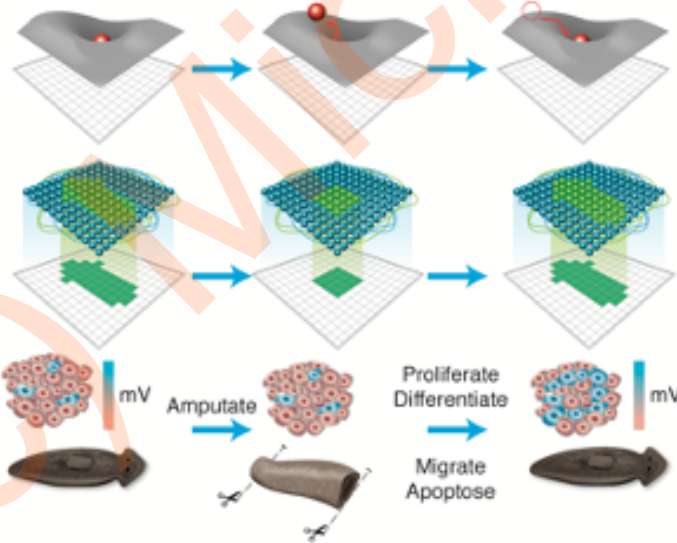 mV
Amputate
Proliferate
Differentiate
mV
Migrate
Apoptose